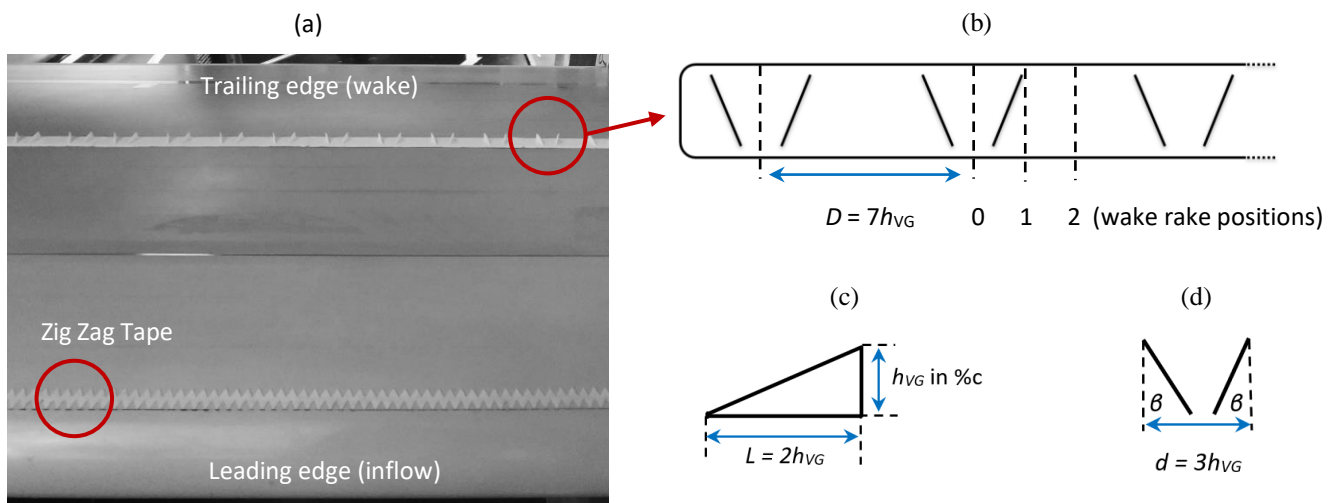 (a)
Trailing edge (wake)
Zig Zag Tape
Leading edge (inflow)
(b)
D = 7hVG
0 1 2 (wake rake positions)
(c)
hVG in %c
L = 2hVG
(d)
β β
d = 3hVG